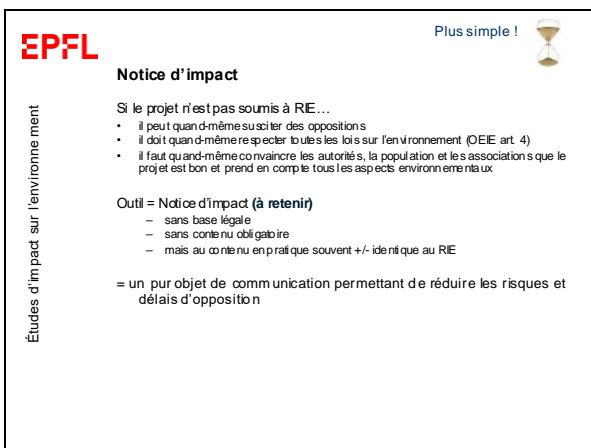 Plus simple !
EPFL
Notice d'impact
Études d'impact sur l'environnement
Si le projet n'est pas soumis à RIE…
• il peut quand-même susciter des oppositions
• il doit quand-même respecter toutes les lois sur l'environnement (OEIE art. 4)
• il faut quand-même convaincre les autorités, la population et les associations que le
projet est bon et prend en compte tous les aspects environnementaux
Outil = Notice d'impact (à retenir)
– sans base légale
– sans contenu obligatoire
– mais au contenu en pratique souvent +/- identique au RIE
= un pur objet de communication permettant de réduire les risques et
délais d'opposition